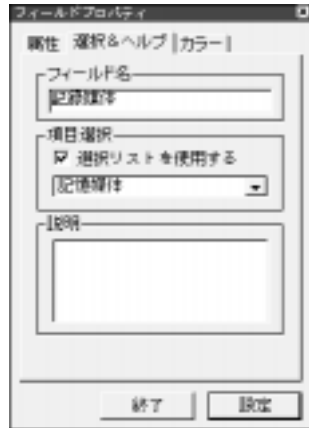 フィールドプロパティ
属性 選択&ヘルプ カラー
フィールド名
記録媒体
項目選択
選択リストを使用する
記憶媒体
説明
終了 設定